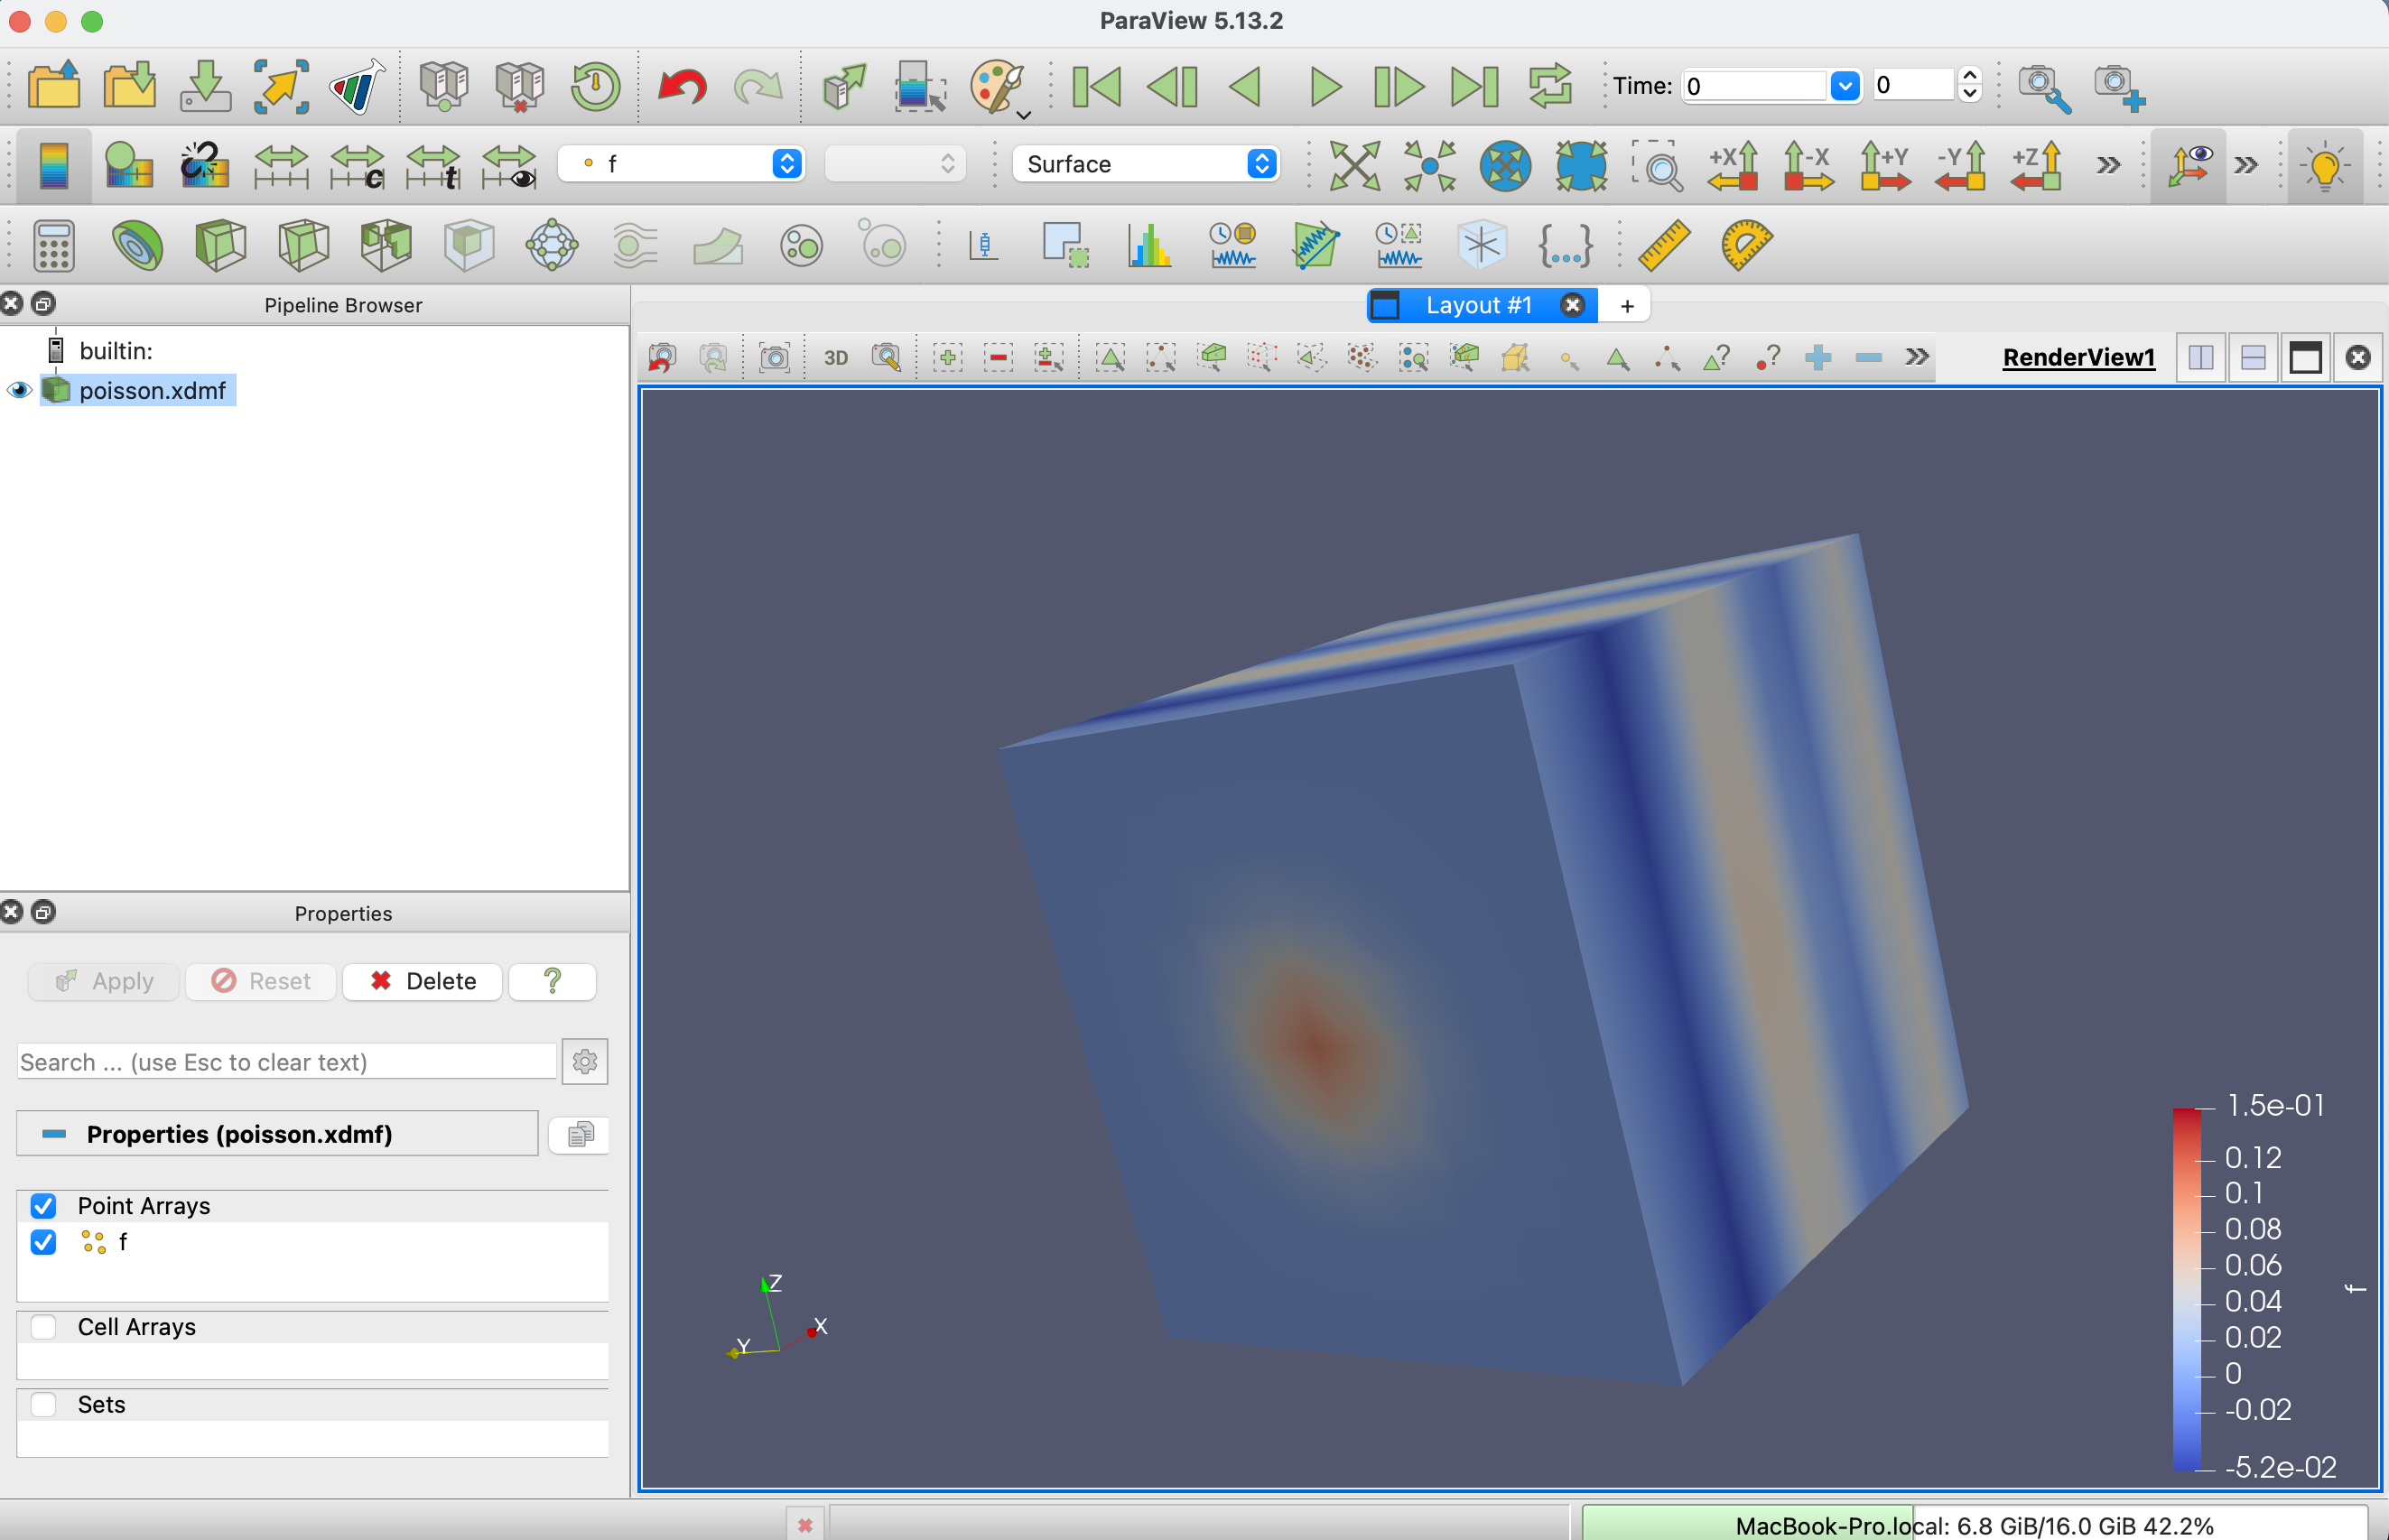 ParaView 5.13.2
Time: 0 0
c t
f
Surface
+X -X +Y -Y +Z
{...}
Pipeline Browser
Layout #1 +
builtin:
3D
RenderView1
poisson.xdmf
Properties
Apply Reset Delete ?
Search ... (use Esc to clear text)
Properties (poisson.xdmf)
Point Arrays
f
Cell Arrays
Sets
Z
X
Y
1.5e-01
0.12
0.1
0.08
0.06
0.04
0.02
0
-0.02
-5.2e-02
f
MacBook-Pro.local: 6.8 GiB/16.0 GiB 42.2%